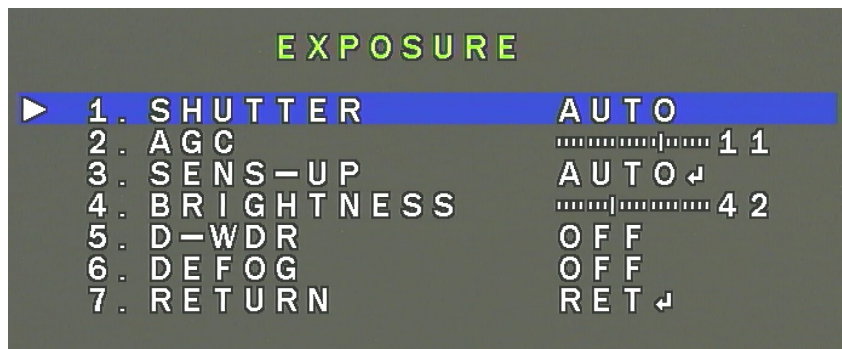 EXPOSURE
1. SHUTTER AUTO
2. AGC 11
3. SENS-UP AUTO↲
4. BRIGHTNESS 42
5. D-WDR OFF
6. DEFOG OFF
7. RETURN RET↲